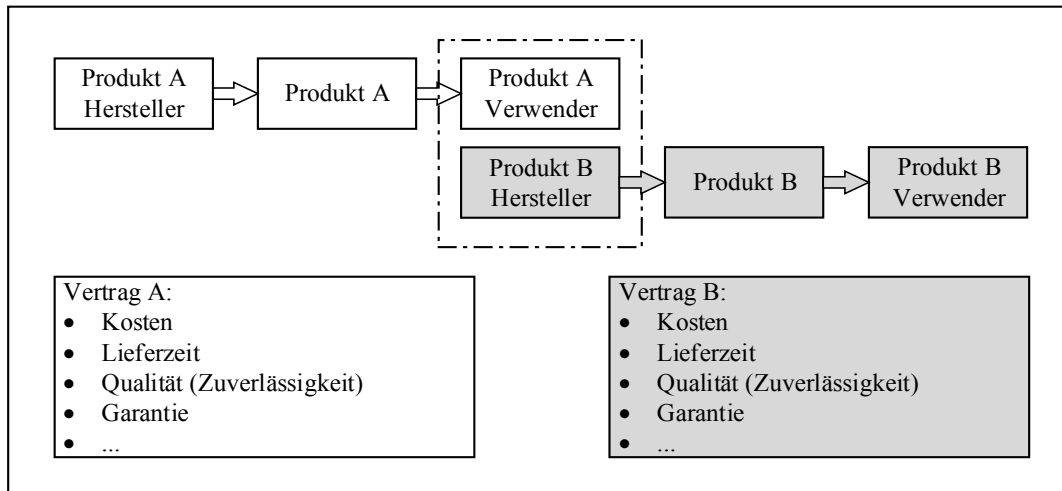 Produkt A
Hersteller
Produkt A
Produkt A
Verwender
Produkt B
Hersteller
Produkt B
Produkt B
Verwender
Vertrag A:
• Kosten
• Lieferzeit
• Qualität (Zuverlässigkeit)
• Garantie
• ...
Vertrag B:
• Kosten
• Lieferzeit
• Qualität (Zuverlässigkeit)
• Garantie
• ...